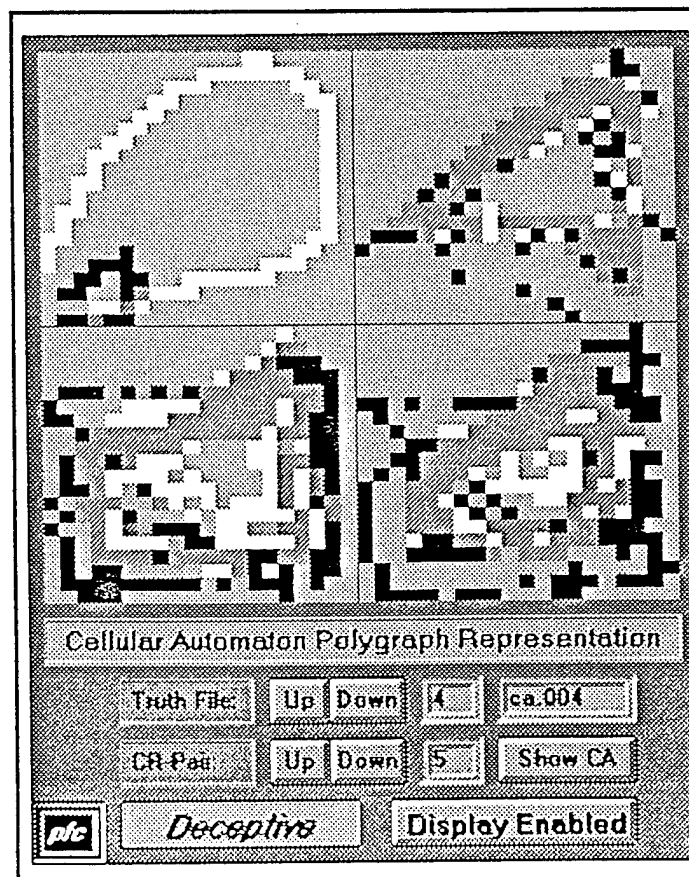 Cellular Automaton Polygraph Representation
Truth File: Up Down 4 ca.004
CR Pair: Up Down 5 Show CA
pfc Deceptive Display Enabled